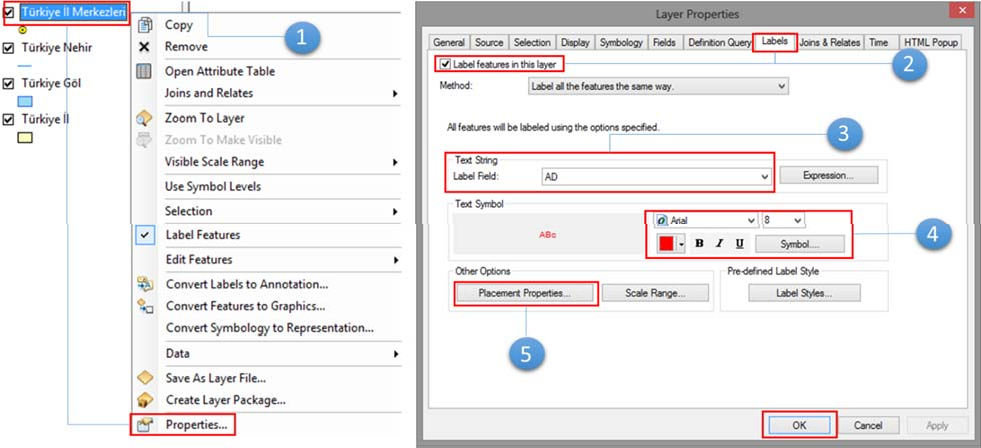 Türkiye İl Merkezleri
Türkiye Nehir
Türkiye Göl
Türkiye İl
1
Copy
Remove
Open Attribute Table
Joins and Relates
Zoom To Layer
Zoom To Make Visible
Visible Scale Range
Use Symbol Levels
Selection
Label Features
Edit Features
Convert Labels to Annotation...
Convert Features to Graphics...
Convert Symbology to Representation...
Data
Save As Layer File...
Create Layer Package...
Properties...
Layer Properties
General Source Selection Display Symbology Fields Definition Query Labels Joins & Relates Time HTML Popup
Label features in this layer
2
Method: Label all the features the same way.
All features will be labeled using the options specified.
3
Text String
Label Field: AD Expression...
Text Symbol
ABc
Arial 8
B I U Symbol...
4
Other Options
Placement Properties... Scale Range...
Pre-defined Label Style
Label Styles...
5
OK Cancel Apply